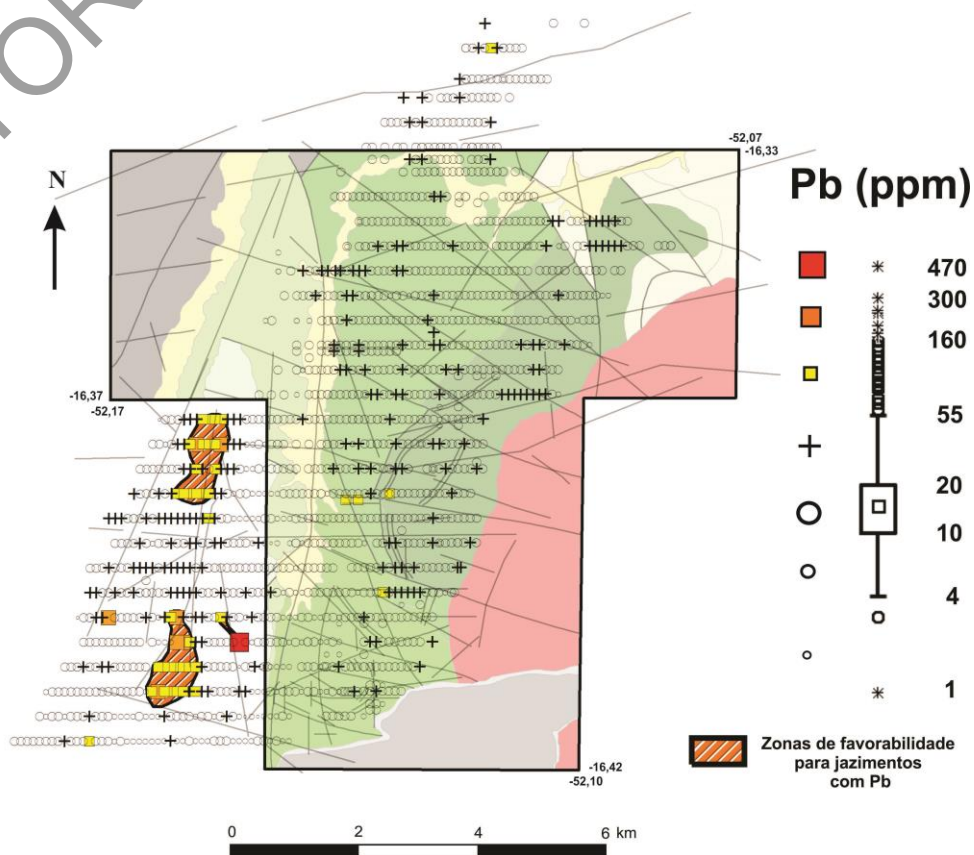 -52,07
-16,33
N
Pb (ppm)
470
300
160
55
20
10
4
1
-16,37
-52,17
-16,42
-52,10
Zonas de favorabilidade
para jazimentos
com Pb
0 2 4 6 km